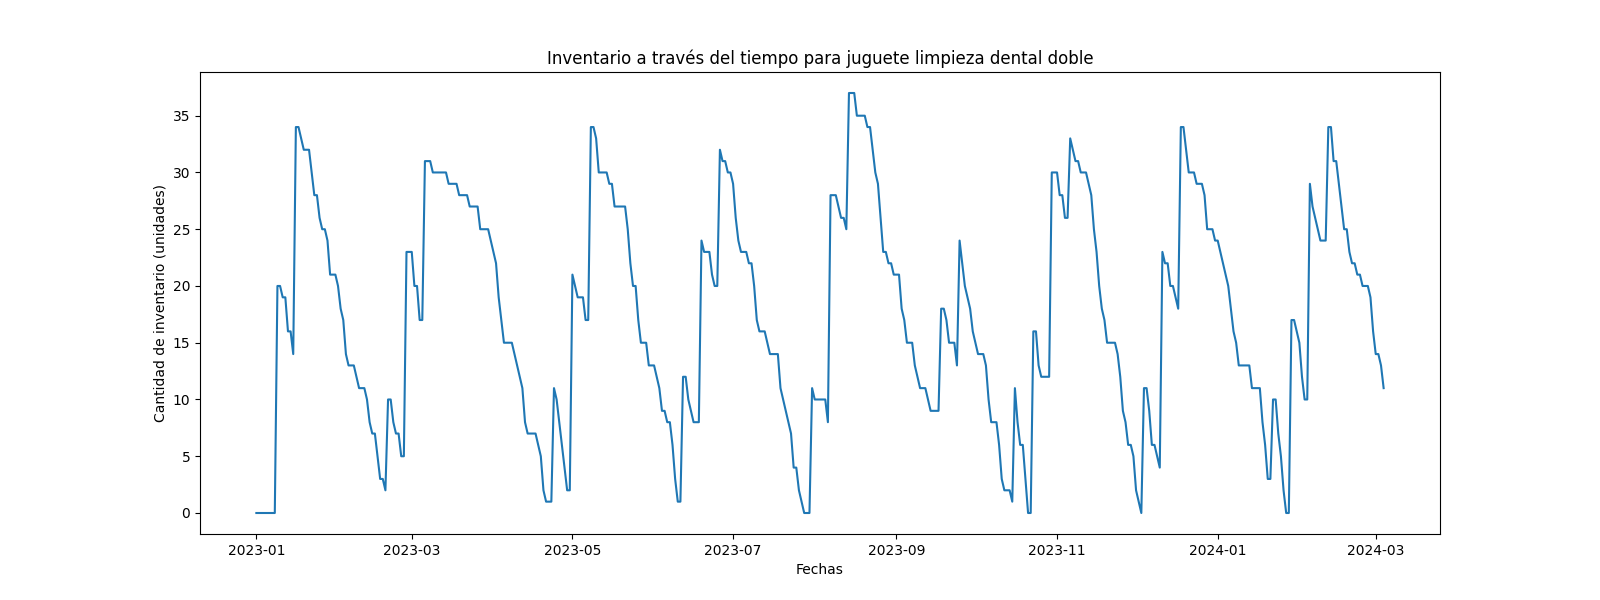 Inventario a través del tiempo para juguete limpieza dental doble
Cantidad de inventario (unidades)
35
30
25
20
15
10
5
0
2023-01 2023-03 2023-05 2023-07 2023-09 2023-11 2024-01 2024-03
Fechas